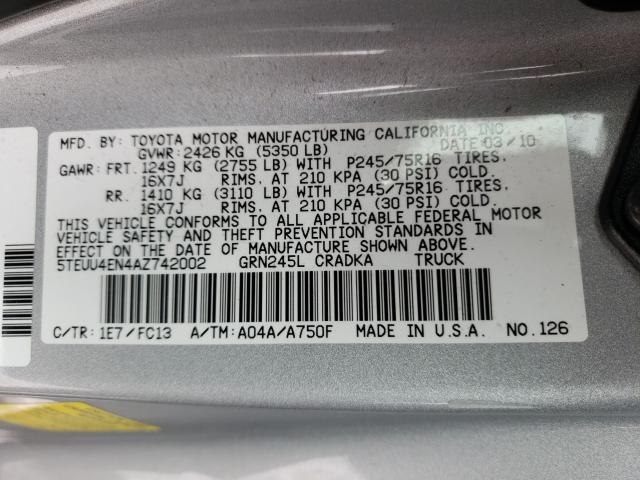 MFD. BY: TOYOTA MOTOR MANUFACTURING CALIFORNIA INC.
GVWR: 2426 KG (5350 LB) DATE 03/10
GAWR: FRT. 1249 KG (2755 LB) WITH P245/75R16 TIRES.
16X7J RIMS. AT 210 KPA (30 PSI) COLD.
RR. 1410 KG (3110 LB) WITH P245/75R16 TIRES.
16X7J RIMS. AT 210 KPA (30 PSI) COLD.
THIS VEHICLE CONFORMS TO ALL APPLICABLE FEDERAL MOTOR
VEHICLE SAFETY AND THEFT PREVENTION STANDARDS IN
EFFECT ON THE DATE OF MANUFACTURE SHOWN ABOVE.
5TEUU4EN4AZ742002 GRN245L CRADKA TRUCK
C/TR: 1E7/FC13 A/TM: A04A/A750F MADE IN U.S.A. NO. 126